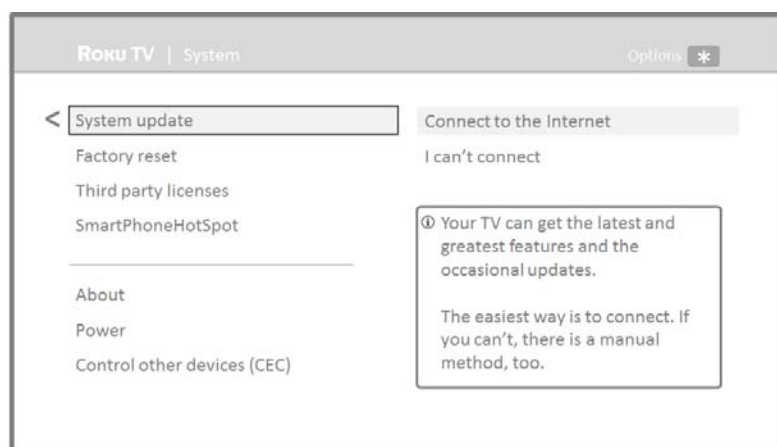 ROKU TV | System
Options *
< System update
Factory reset
Third party licenses
SmartPhoneHotSpot
About
Power
Control other devices (CEC)
Connect to the Internet
I can't connect
Your TV can get the latest and
greatest features and the
occasional updates.
The easiest way is to connect. If
you can't, there is a manual
method, too.